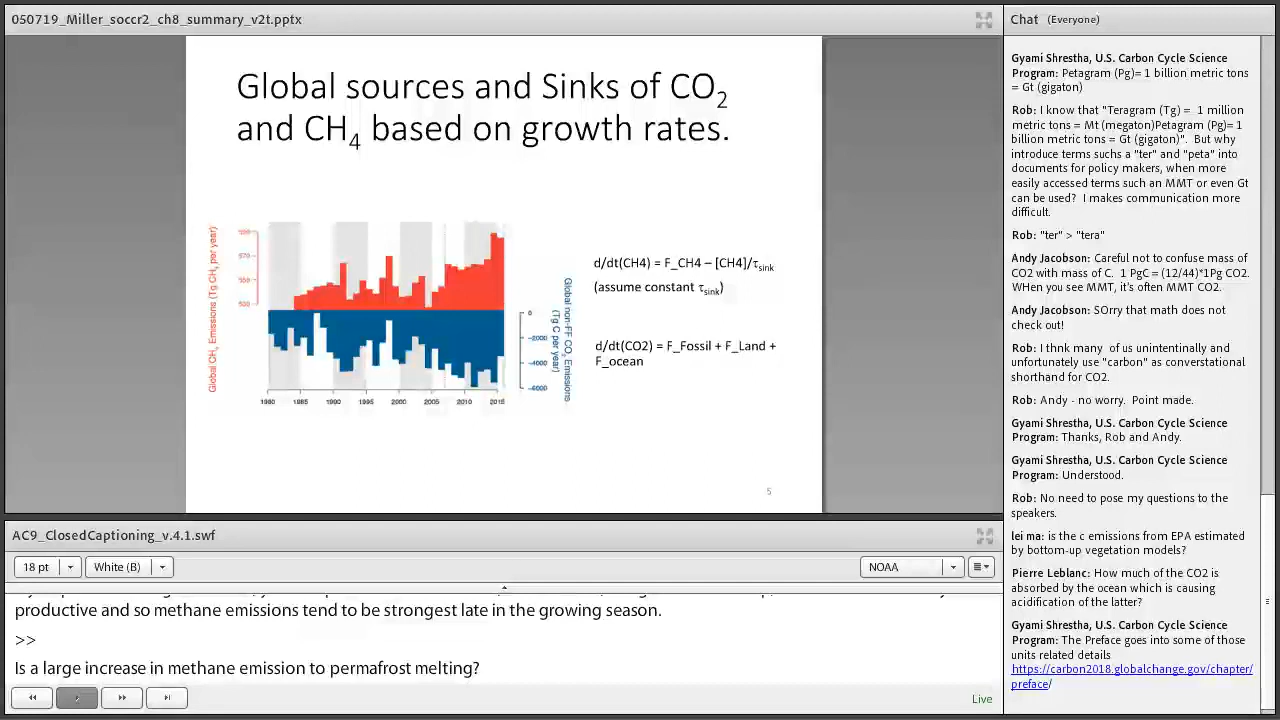 050719_Miller_soccr2_ch8_summary_v2t.pptx
Global sources and Sinks of CO2
and CH4 based on growth rates.
Global CH4 Emissions (Tg CH4 per year)
d/dt(CH4) = F_CH4 – [CH4]/τsink
(assume constant τsink)
d/dt(CO2) = F_Fossil + F_Land +
F_ocean
Global non-FF CO2 Emissions
(Tg C per year)
0
-2000
-4000
-6000
1980 1985 1990 1995 2000 2005 2010 2015
5
AC9_ClosedCaptioning_v.4.1.swf
18 pt
White (B)
NOAA
productive and so methane emissions tend to be strongest late in the growing season.
>>
Is a large increase in methane emission to permafrost melting?
Live
Chat (Everyone)
Gyami Shrestha, U.S. Carbon Cycle Science
Program: Petagram (Pg)= 1 billion metric tons
= Gt (gigaton)
Rob: I know that "Teragram (Tg) = 1 million
metric tons = Mt (megaton)Petagram (Pg)= 1
billion metric tons = Gt (gigaton)". But why
introduce terms suchs a "ter" and "peta" into
documents for policy makers, when more
easily accessed terms such an MMT or even Gt
can be used? I makes communication more
difficult.
Rob: "ter" > "tera"
Andy Jacobson: Careful not to confuse mass of
CO2 with mass of C. 1 PgC = (12/44)*1Pg CO2.
WHen you see MMT, it's often MMT CO2.
Andy Jacobson: SOrry that math does not
check out!
Rob: I thnk many of us unintentinally and
unfortunately use "carbon" as converstational
shorthand for CO2.
Rob: Andy - no worry. Point made.
Gyami Shrestha, U.S. Carbon Cycle Science
Program: Thanks, Rob and Andy.
Gyami Shrestha, U.S. Carbon Cycle Science
Program: Understood.
Rob: No need to pose my questions to the
speakers.
lei ma: is the c emissions from EPA estimated
by bottom-up vegetation models?
Pierre Leblanc: How much of the CO2 is
absorbed by the ocean which is causing
acidification of the latter?
Gyami Shrestha, U.S. Carbon Cycle Science
Program: The Preface goes into some of those
units related details
https://carbon2018.globalchange.gov/chapter/
preface/